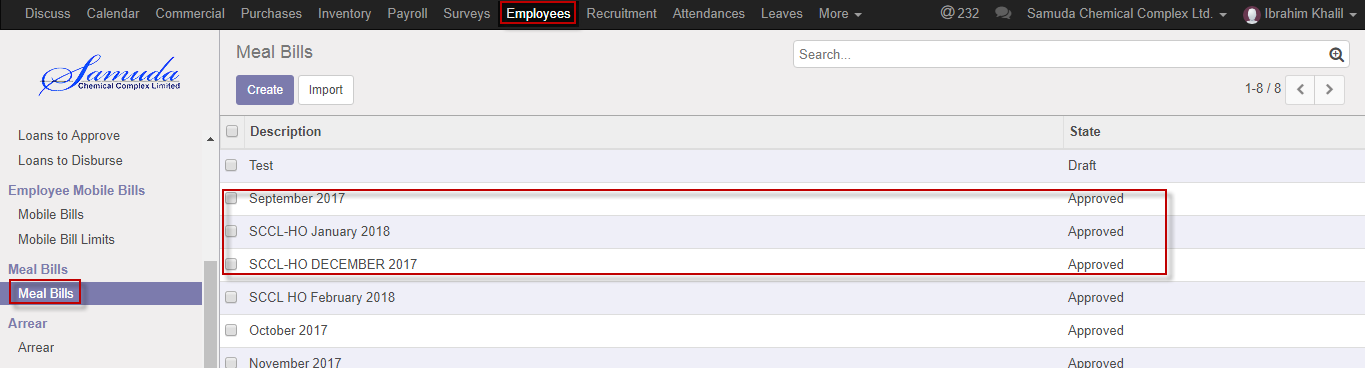 Discuss Calendar Commercial Purchases Inventory Payroll Surveys Employees Recruitment Attendances Leaves More @ 232 Samuda Chemical Complex Ltd. Ibrahim Khalil
Samuda
Chemical Complex Limited
Loans to Approve
Loans to Disburse
Employee Mobile Bills
Mobile Bills
Mobile Bill Limits
Meal Bills
Meal Bills
Arrear
Arrear
Meal Bills
Search...
Create Import
1-8 / 8
Description State
Test Draft
September 2017 Approved
SCCL-HO January 2018 Approved
SCCL-HO DECEMBER 2017 Approved
SCCL HO February 2018 Approved
October 2017 Approved
November 2017 Approved